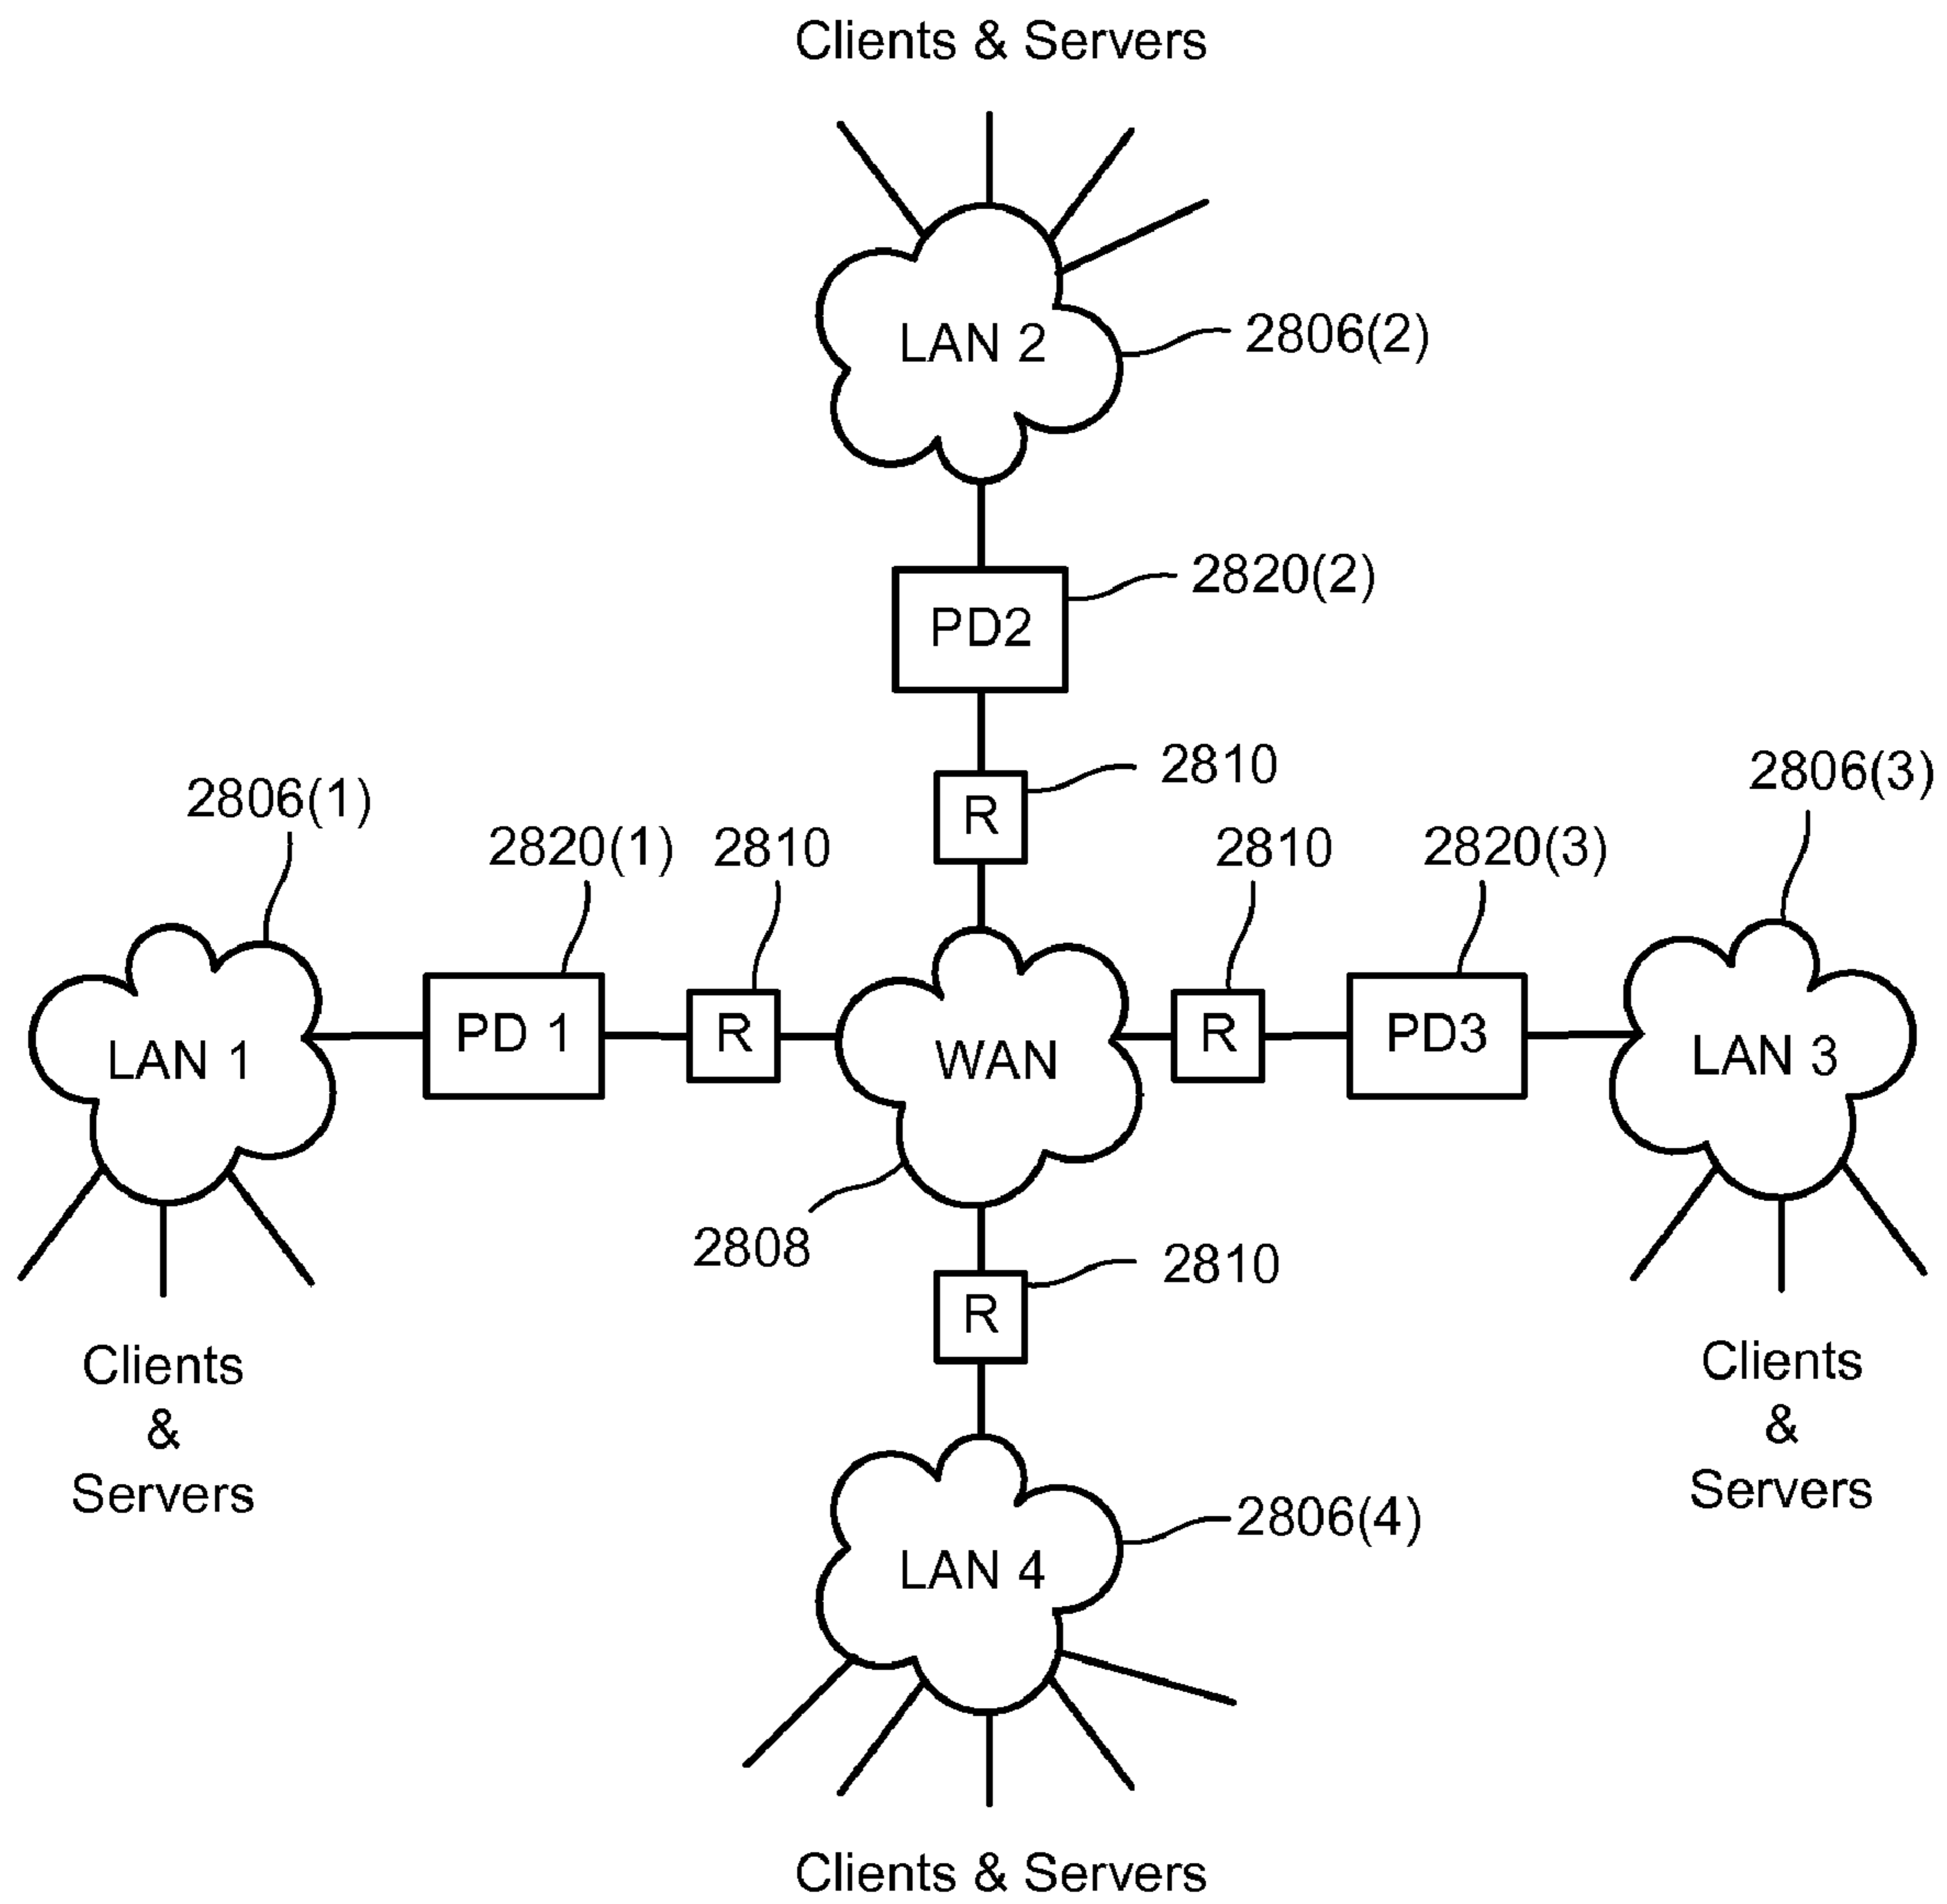 Clients & Servers
LAN 2
2806(2)
2820(2)
PD2
2810
R
2806(1)
2820(1)
2810
2810
2820(3)
2806(3)
LAN 1
PD 1
R
WAN
R
PD3
LAN 3
2808
2810
R
Clients
&
Servers
Clients
&
Servers
2806(4)
LAN 4
Clients & Servers